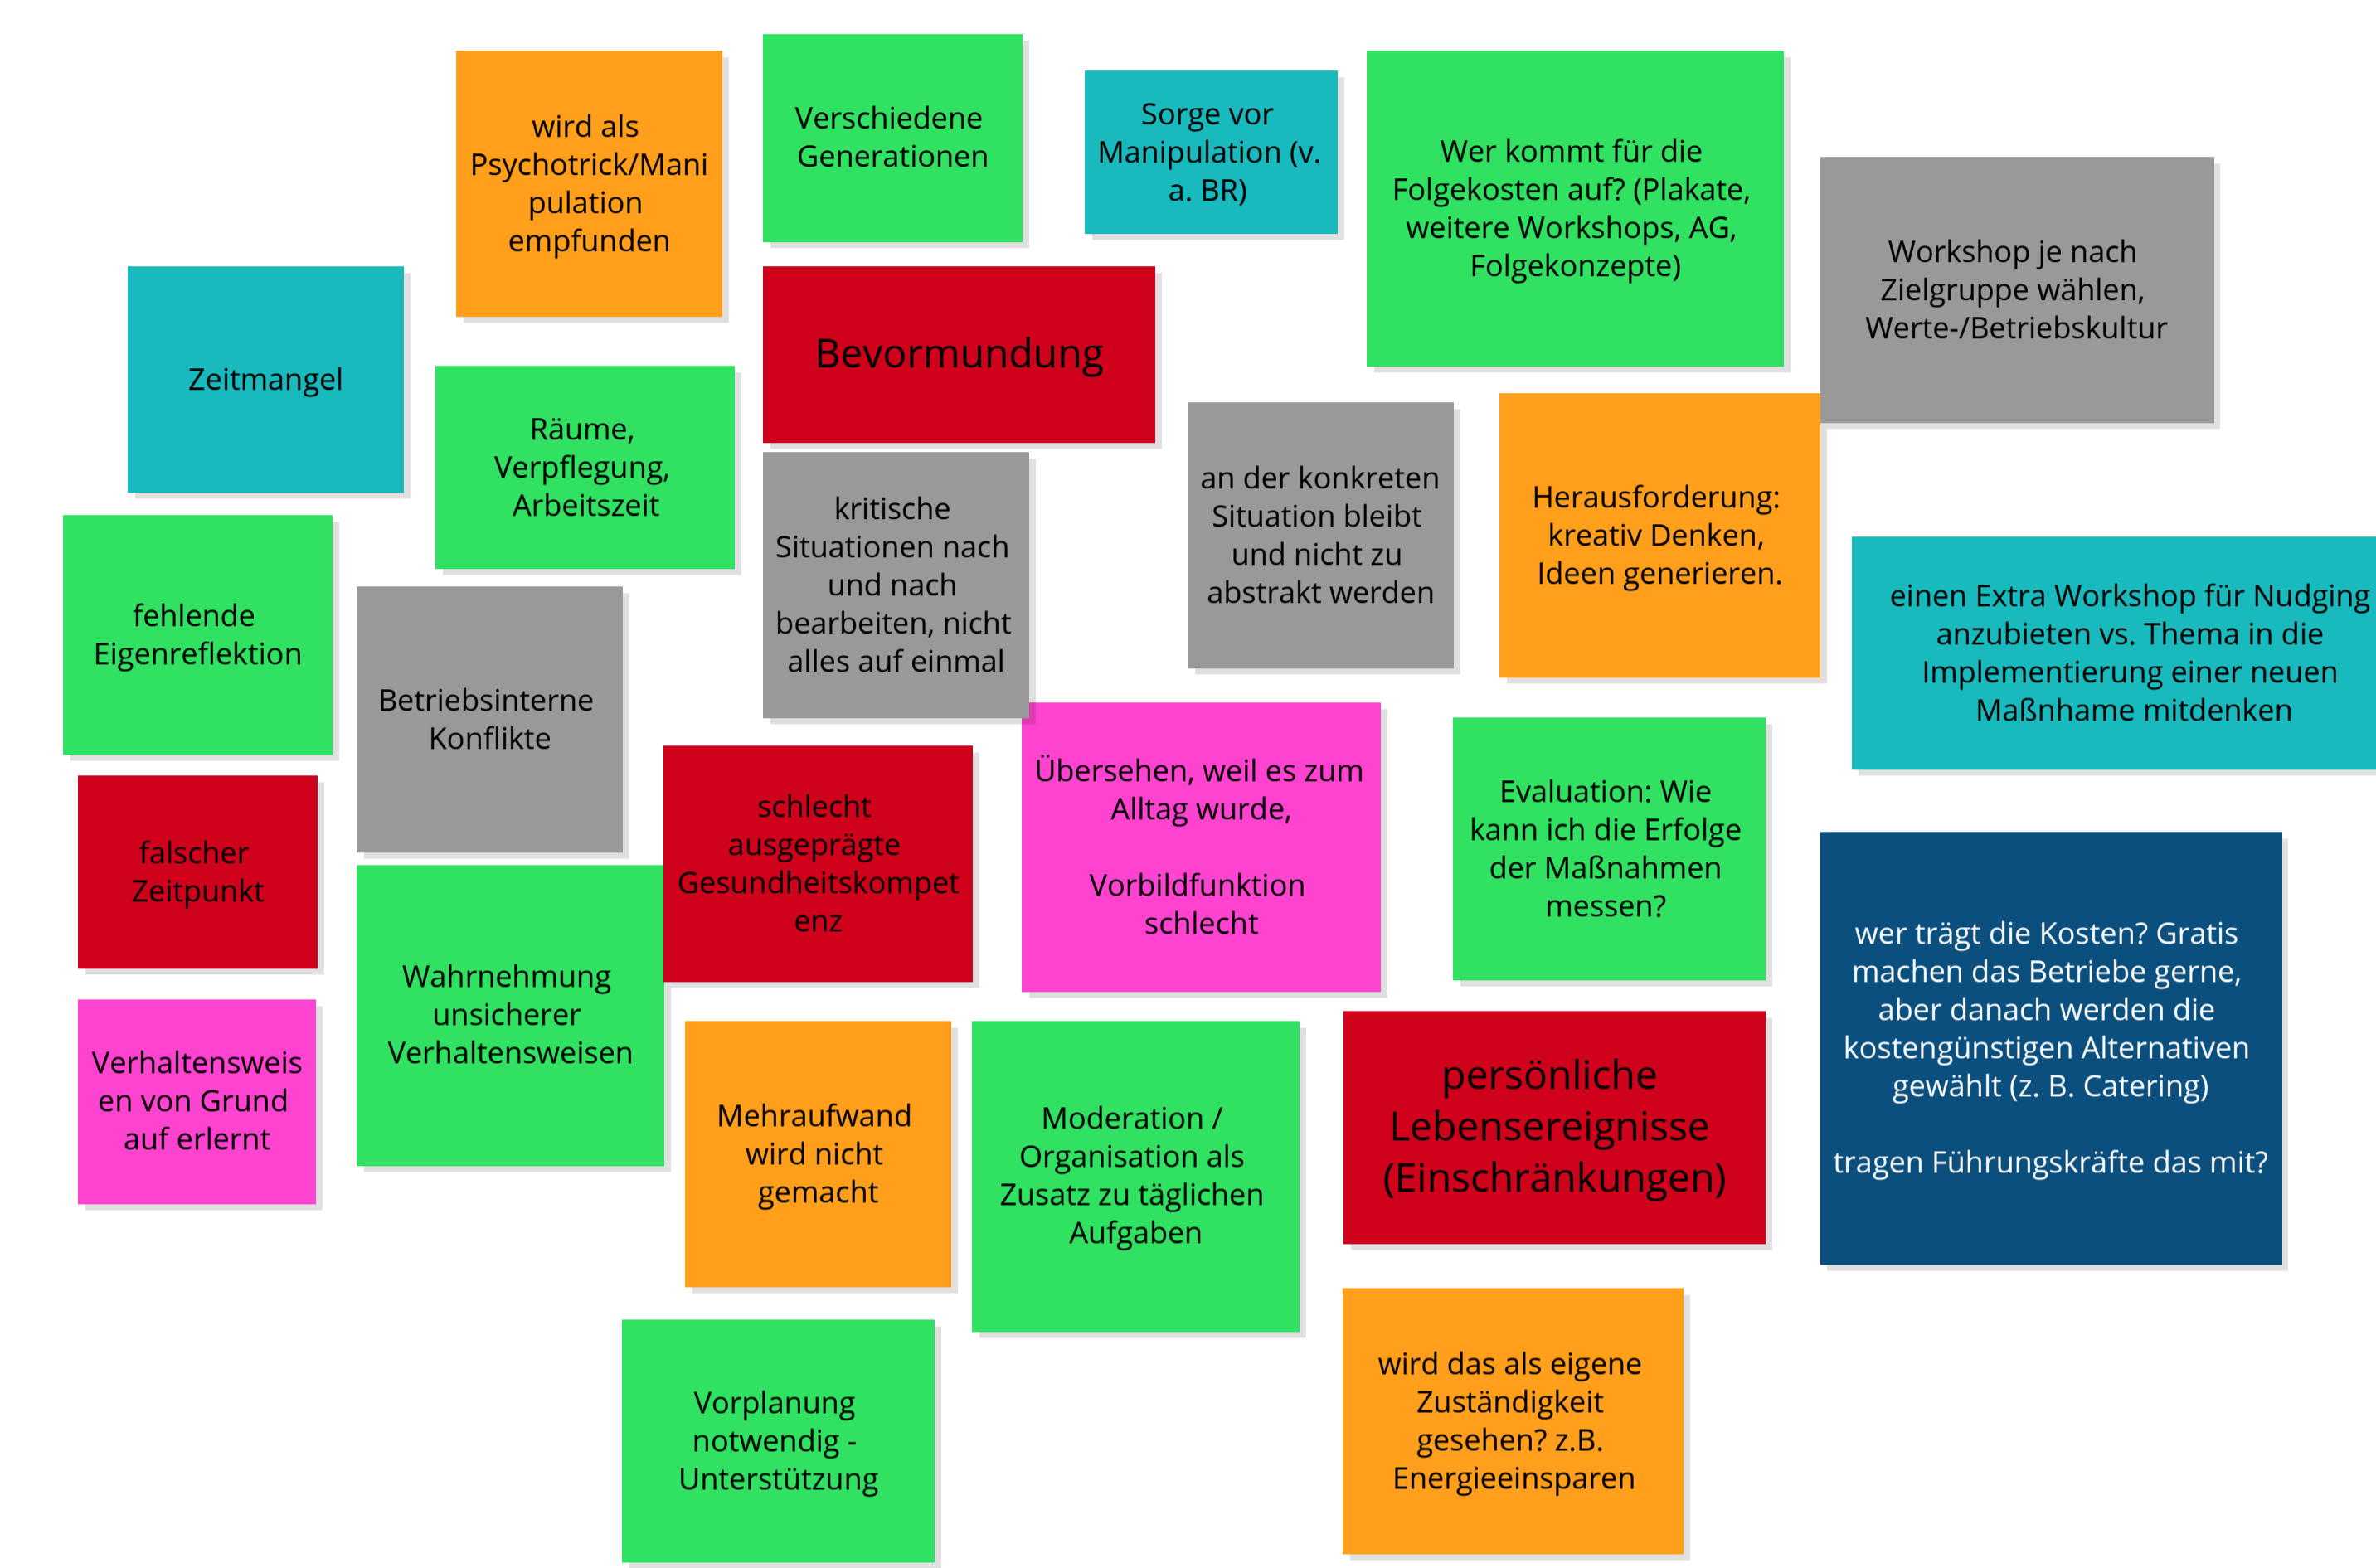 wird als
Psychotrick/Mani
pulation
empfunden
Verschiedene
Generationen
Sorge vor
Manipulation (v.
a. BR)
Wer kommt für die
Folgekosten auf? (Plakate,
weitere Workshops, AG,
Folgekonzepte)
Workshop je nach
Zielgruppe wählen,
Werte-/Betriebskultur
Zeitmangel
Räume,
Verpflegung,
Arbeitszeit
Bevormundung
kritische
Situationen nach
und nach
bearbeiten, nicht
alles auf einmal
an der konkreten
Situation bleibt
und nicht zu
abstrakt werden
Herausforderung:
kreativ Denken,
Ideen generieren.
einen Extra Workshop für Nudging
anzubieten vs. Thema in die
Implementierung einer neuen
Maßnhame mitdenken
fehlende
Eigenreflektion
Betriebsinterne
Konflikte
falscher
Zeitpunkt
schlecht
ausgeprägte
Gesundheitskompet
enz
Übersehen, weil es zum
Alltag wurde,
Vorbildfunktion
schlecht
Evaluation: Wie
kann ich die Erfolge
der Maßnahmen
messen?
wer trägt die Kosten? Gratis
machen das Betriebe gerne,
aber danach werden die
kostengünstigen Alternativen
gewählt (z. B. Catering)
tragen Führungskräfte das mit?
Wahrnehmung
unsicherer
Verhaltensweisen
Verhaltensweis
en von Grund
auf erlernt
Mehraufwand
wird nicht
gemacht
Moderation /
Organisation als
Zusatz zu täglichen
Aufgaben
persönliche
Lebensereignisse
(Einschränkungen)
Vorplanung
notwendig -
Unterstützung
wird das als eigene
Zuständigkeit
gesehen? z.B.
Energieeinsparen